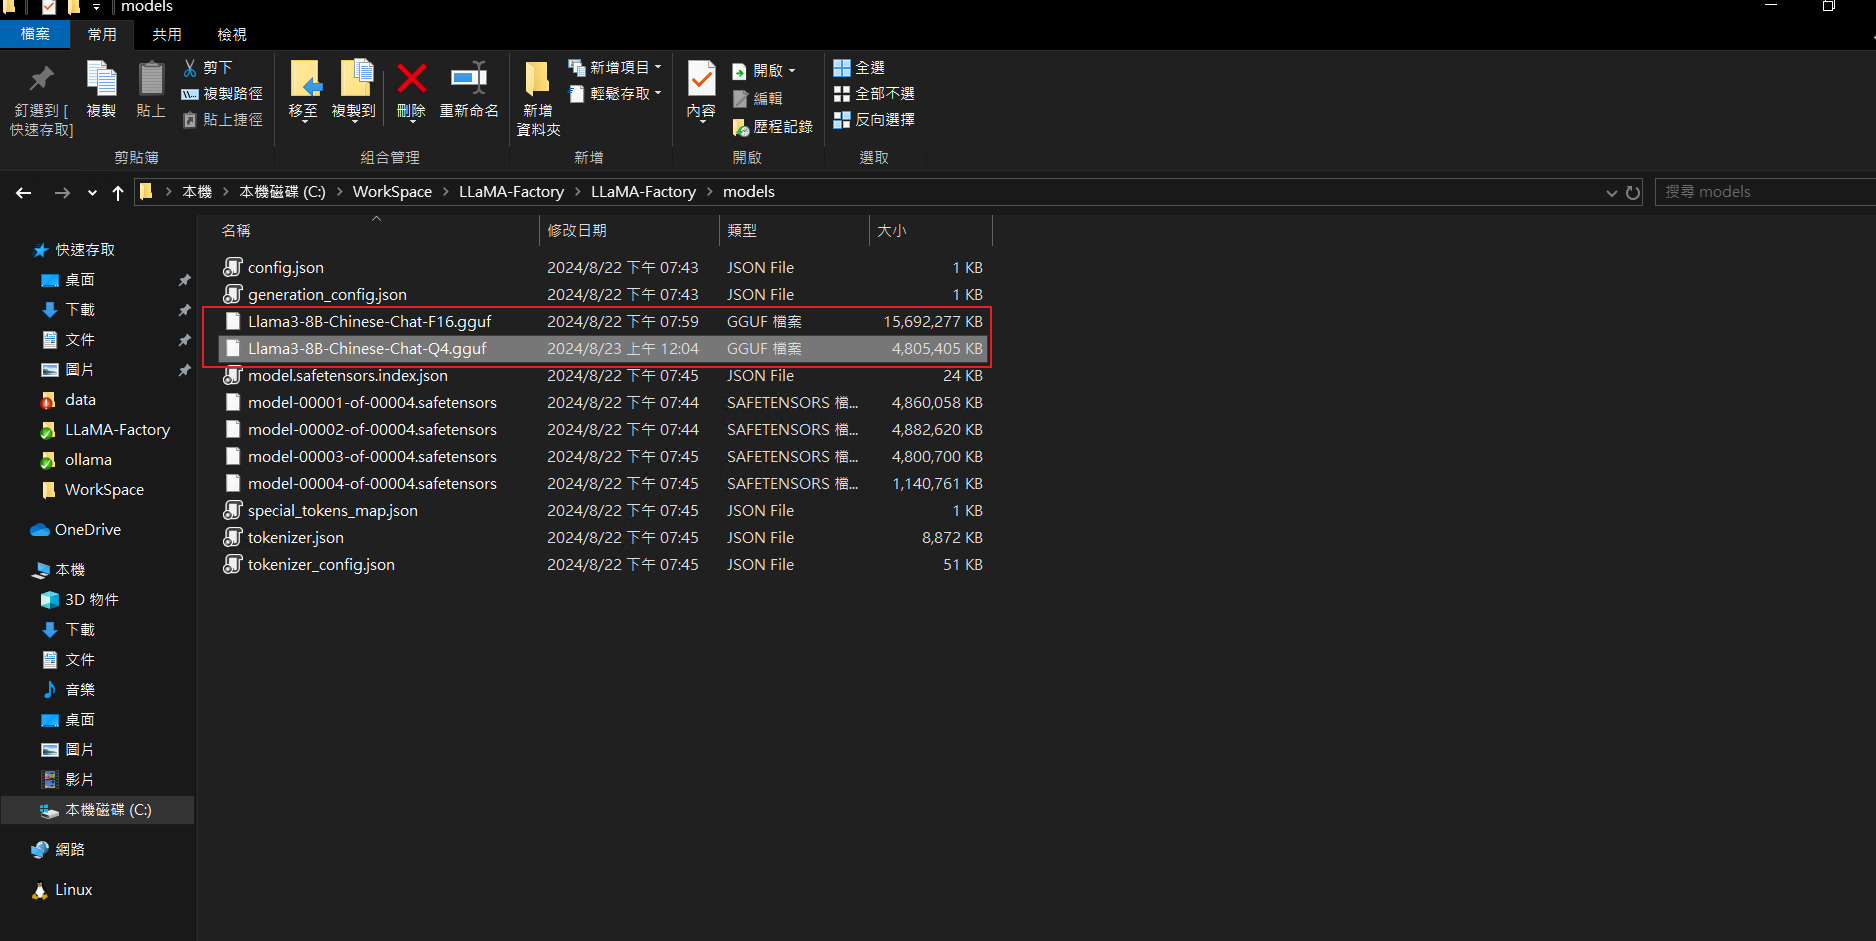 models
檔案 常用 共用 檢視
釘選到 [
快速存取]
複製
貼上
剪下
複製路徑
貼上捷徑
剪貼簿
移至
複製到
刪除
重新命名
組合管理
新增
資料夾
新增項目
輕鬆存取
新增
內容
開啟
編輯
歷程記錄
開啟
全選
全部不選
反向選擇
選取
本機 > 本機磁碟 (C:) > WorkSpace > LLaMA-Factory > LLaMA-Factory > models
搜尋 models
快速存取
桌面
下載
文件
圖片
data
LLaMA-Factory
ollama
WorkSpace
OneDrive
本機
3D 物件
下載
文件
音樂
桌面
圖片
影片
本機磁碟 (C:)
網路
Linux
名稱 修改日期 類型 大小
config.json 2024/8/22 下午 07:43 JSON File 1 KB
generation_config.json 2024/8/22 下午 07:43 JSON File 1 KB
Llama3-8B-Chinese-Chat-F16.gguf 2024/8/22 下午 07:59 GGUF 檔案 15,692,277 KB
Llama3-8B-Chinese-Chat-Q4.gguf 2024/8/23 上午 12:04 GGUF 檔案 4,805,405 KB
model.safetensors.index.json 2024/8/22 下午 07:45 JSON File 24 KB
model-00001-of-00004.safetensors 2024/8/22 下午 07:44 SAFETENSORS 檔... 4,860,058 KB
model-00002-of-00004.safetensors 2024/8/22 下午 07:44 SAFETENSORS 檔... 4,882,620 KB
model-00003-of-00004.safetensors 2024/8/22 下午 07:45 SAFETENSORS 檔... 4,800,700 KB
model-00004-of-00004.safetensors 2024/8/22 下午 07:45 SAFETENSORS 檔... 1,140,761 KB
special_tokens_map.json 2024/8/22 下午 07:45 JSON File 1 KB
tokenizer.json 2024/8/22 下午 07:45 JSON File 8,872 KB
tokenizer_config.json 2024/8/22 下午 07:45 JSON File 51 KB